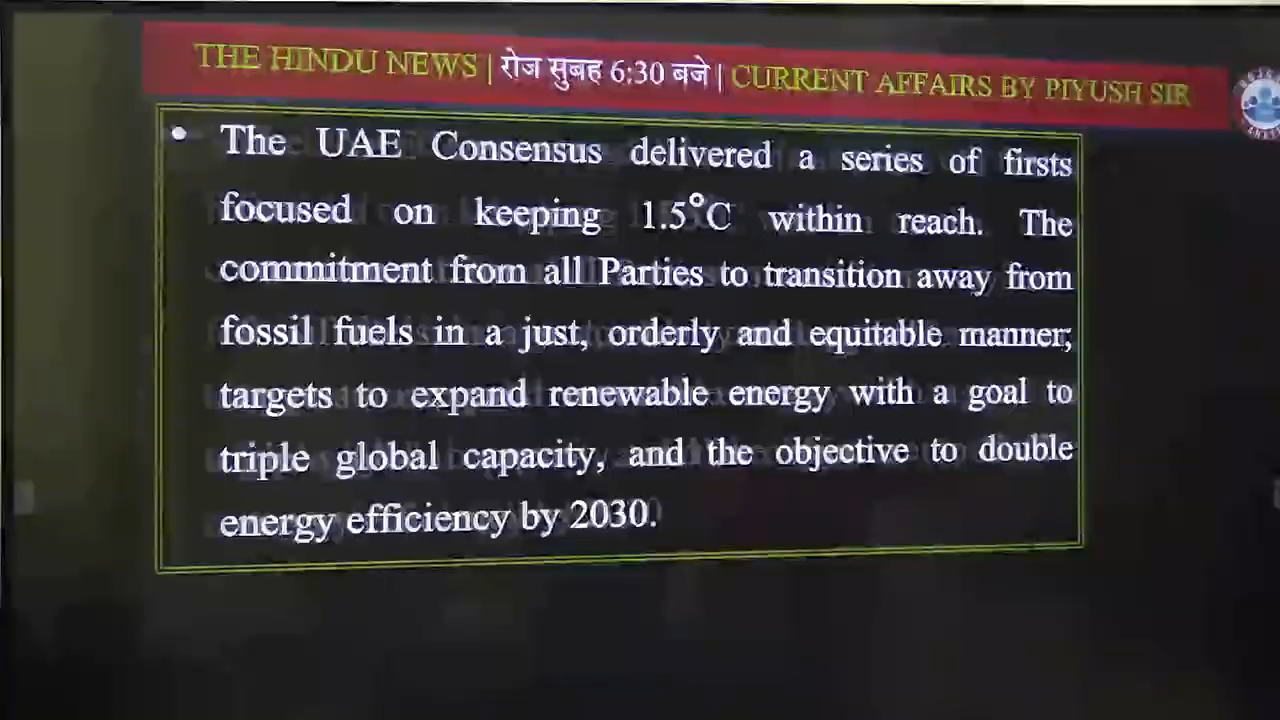 THE HINDU NEWS | रोज सुबह 6:30 बजे | CURRENT AFFAIRS BY PIYUSH SIR
• The UAE Consensus delivered a series of firsts
focused on keeping 1.5°C within reach. The
commitment from all Parties to transition away from
fossil fuels in a just, orderly and equitable manner;
targets to expand renewable energy with a goal to
triple global capacity, and the objective to double
energy efficiency by 2030.